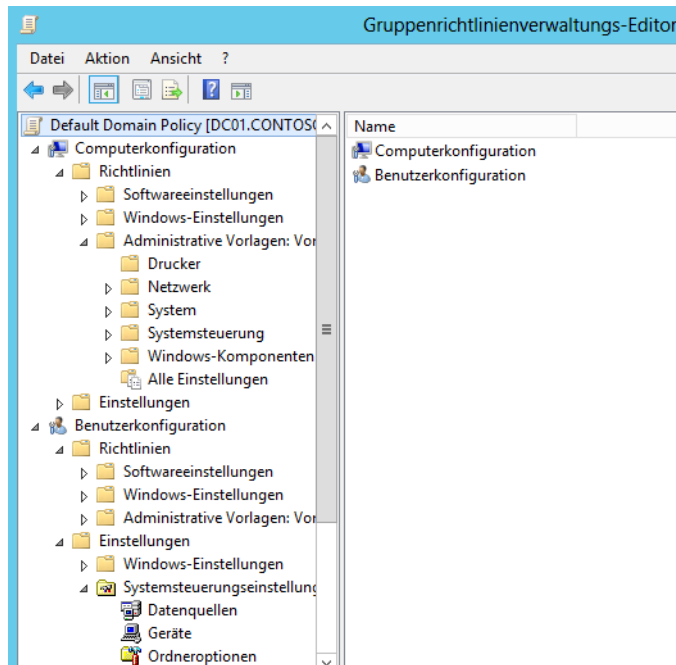 Gruppenrichtlinienverwaltungs-Editor
Datei Aktion Ansicht ?
Default Domain Policy [DC01.CONTOSO
Computerkonfiguration
Richtlinien
Softwareeinstellungen
Windows-Einstellungen
Administrative Vorlagen: Vor
Drucker
Netzwerk
System
Systemsteuerung
Windows-Komponenten
Alle Einstellungen
Einstellungen
Benutzerkonfiguration
Richtlinien
Softwareeinstellungen
Windows-Einstellungen
Administrative Vorlagen: Vor
Einstellungen
Windows-Einstellungen
Systemsteuerungseinstellung
Datenquellen
Geräte
Ordneroptionen
Name
Computerkonfiguration
Benutzerkonfiguration